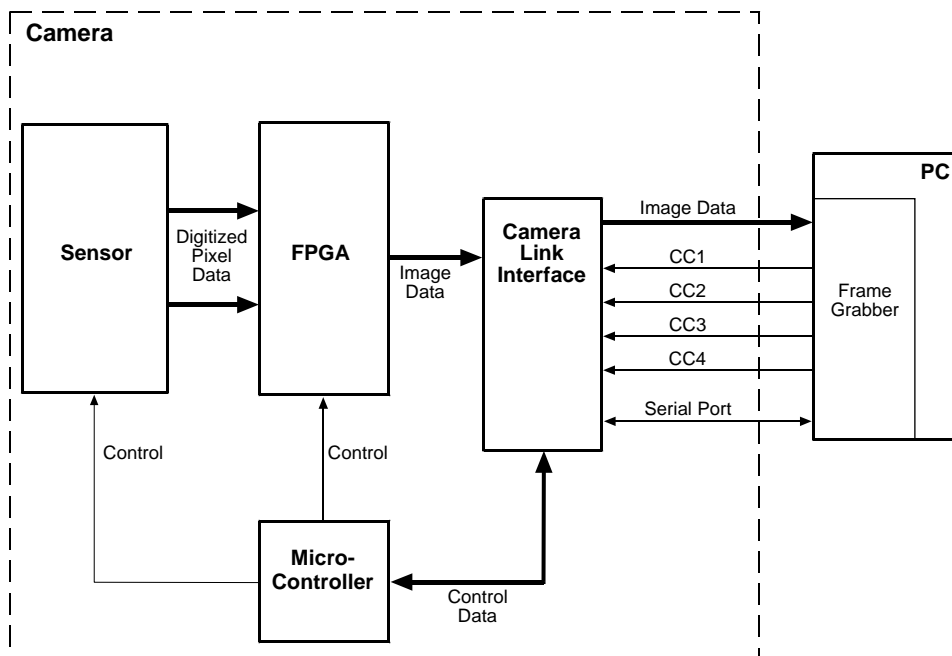 Camera
PC
Sensor
Digitized
Pixel
Data
FPGA
Image
Data
Camera
Link
Interface
Image Data
CC1
CC2
CC3
CC4
Serial Port
Frame
Grabber
Control
Control
Micro-
Controller
Control
Data